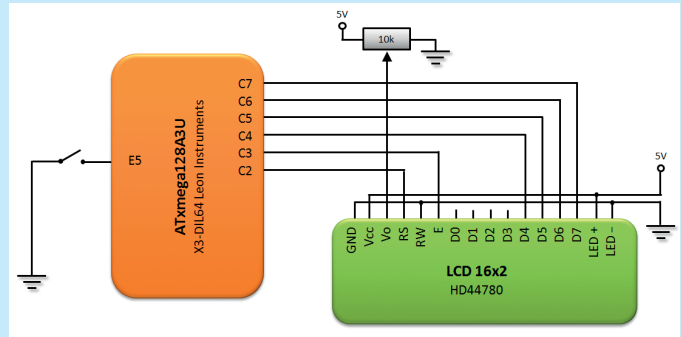 5V
10k
C7
C6
C5
C4
C3
C2
E5
ATxmega128A3U
X3-DIL64 Leon Instruments
5V
GND
Vcc
Vo
RS
RW
E
D0
D1
D2
D3
D4
D5
D6
D7
LED +
LED –
LCD 16x2
HD44780